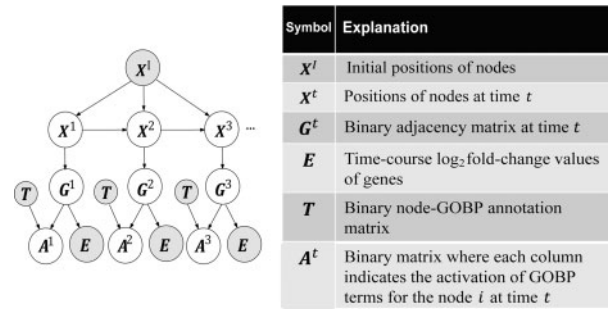 X^I
X^1 X^2 X^3 ...
T G^1 T G^2 T G^3
A^1 E A^2 E A^3 E
Symbol Explanation
X^I Initial positions of nodes
X^t Positions of nodes at time t
G^t Binary adjacency matrix at time t
E Time-course log₂fold-change values
of genes
T Binary node-GOBP annotation
matrix
A^t Binary matrix where each column
indicates the activation of GOBP
terms for the node i at time t